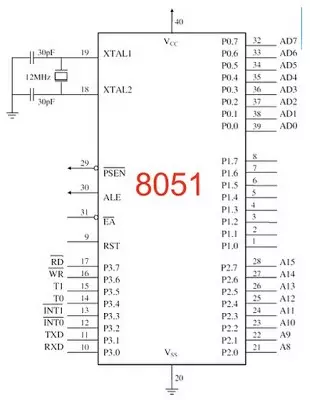 40
30pF 19 XTAL1 VCC P0.7 32 AD7
P0.6 33 AD6
12MHz P0.5 34 AD5
P0.4 35 AD4
30pF 18 XTAL2 P0.3 36 AD3
P0.2 37 AD2
P0.1 38 AD1
P0.0 39 AD0
29 PSEN P1.7 8
P1.6 7
30 ALE P1.5 6
8051
P1.4 5
31 EA P1.3 4
P1.2 3
9 RST P1.1 2
P1.0 1
RD 17 P3.7 P2.7 28 A15
WR 16 P3.6 P2.6 27 A14
T1 15 P3.5 P2.5 26 A13
T0 14 P3.4 P2.4 25 A12
INT1 13 P3.3 P2.3 24 A11
INT0 12 P3.2 P2.2 23 A10
TXD 11 P3.1 P2.1 22 A9
RXD 10 P3.0 VSS P2.0 21 A8
20